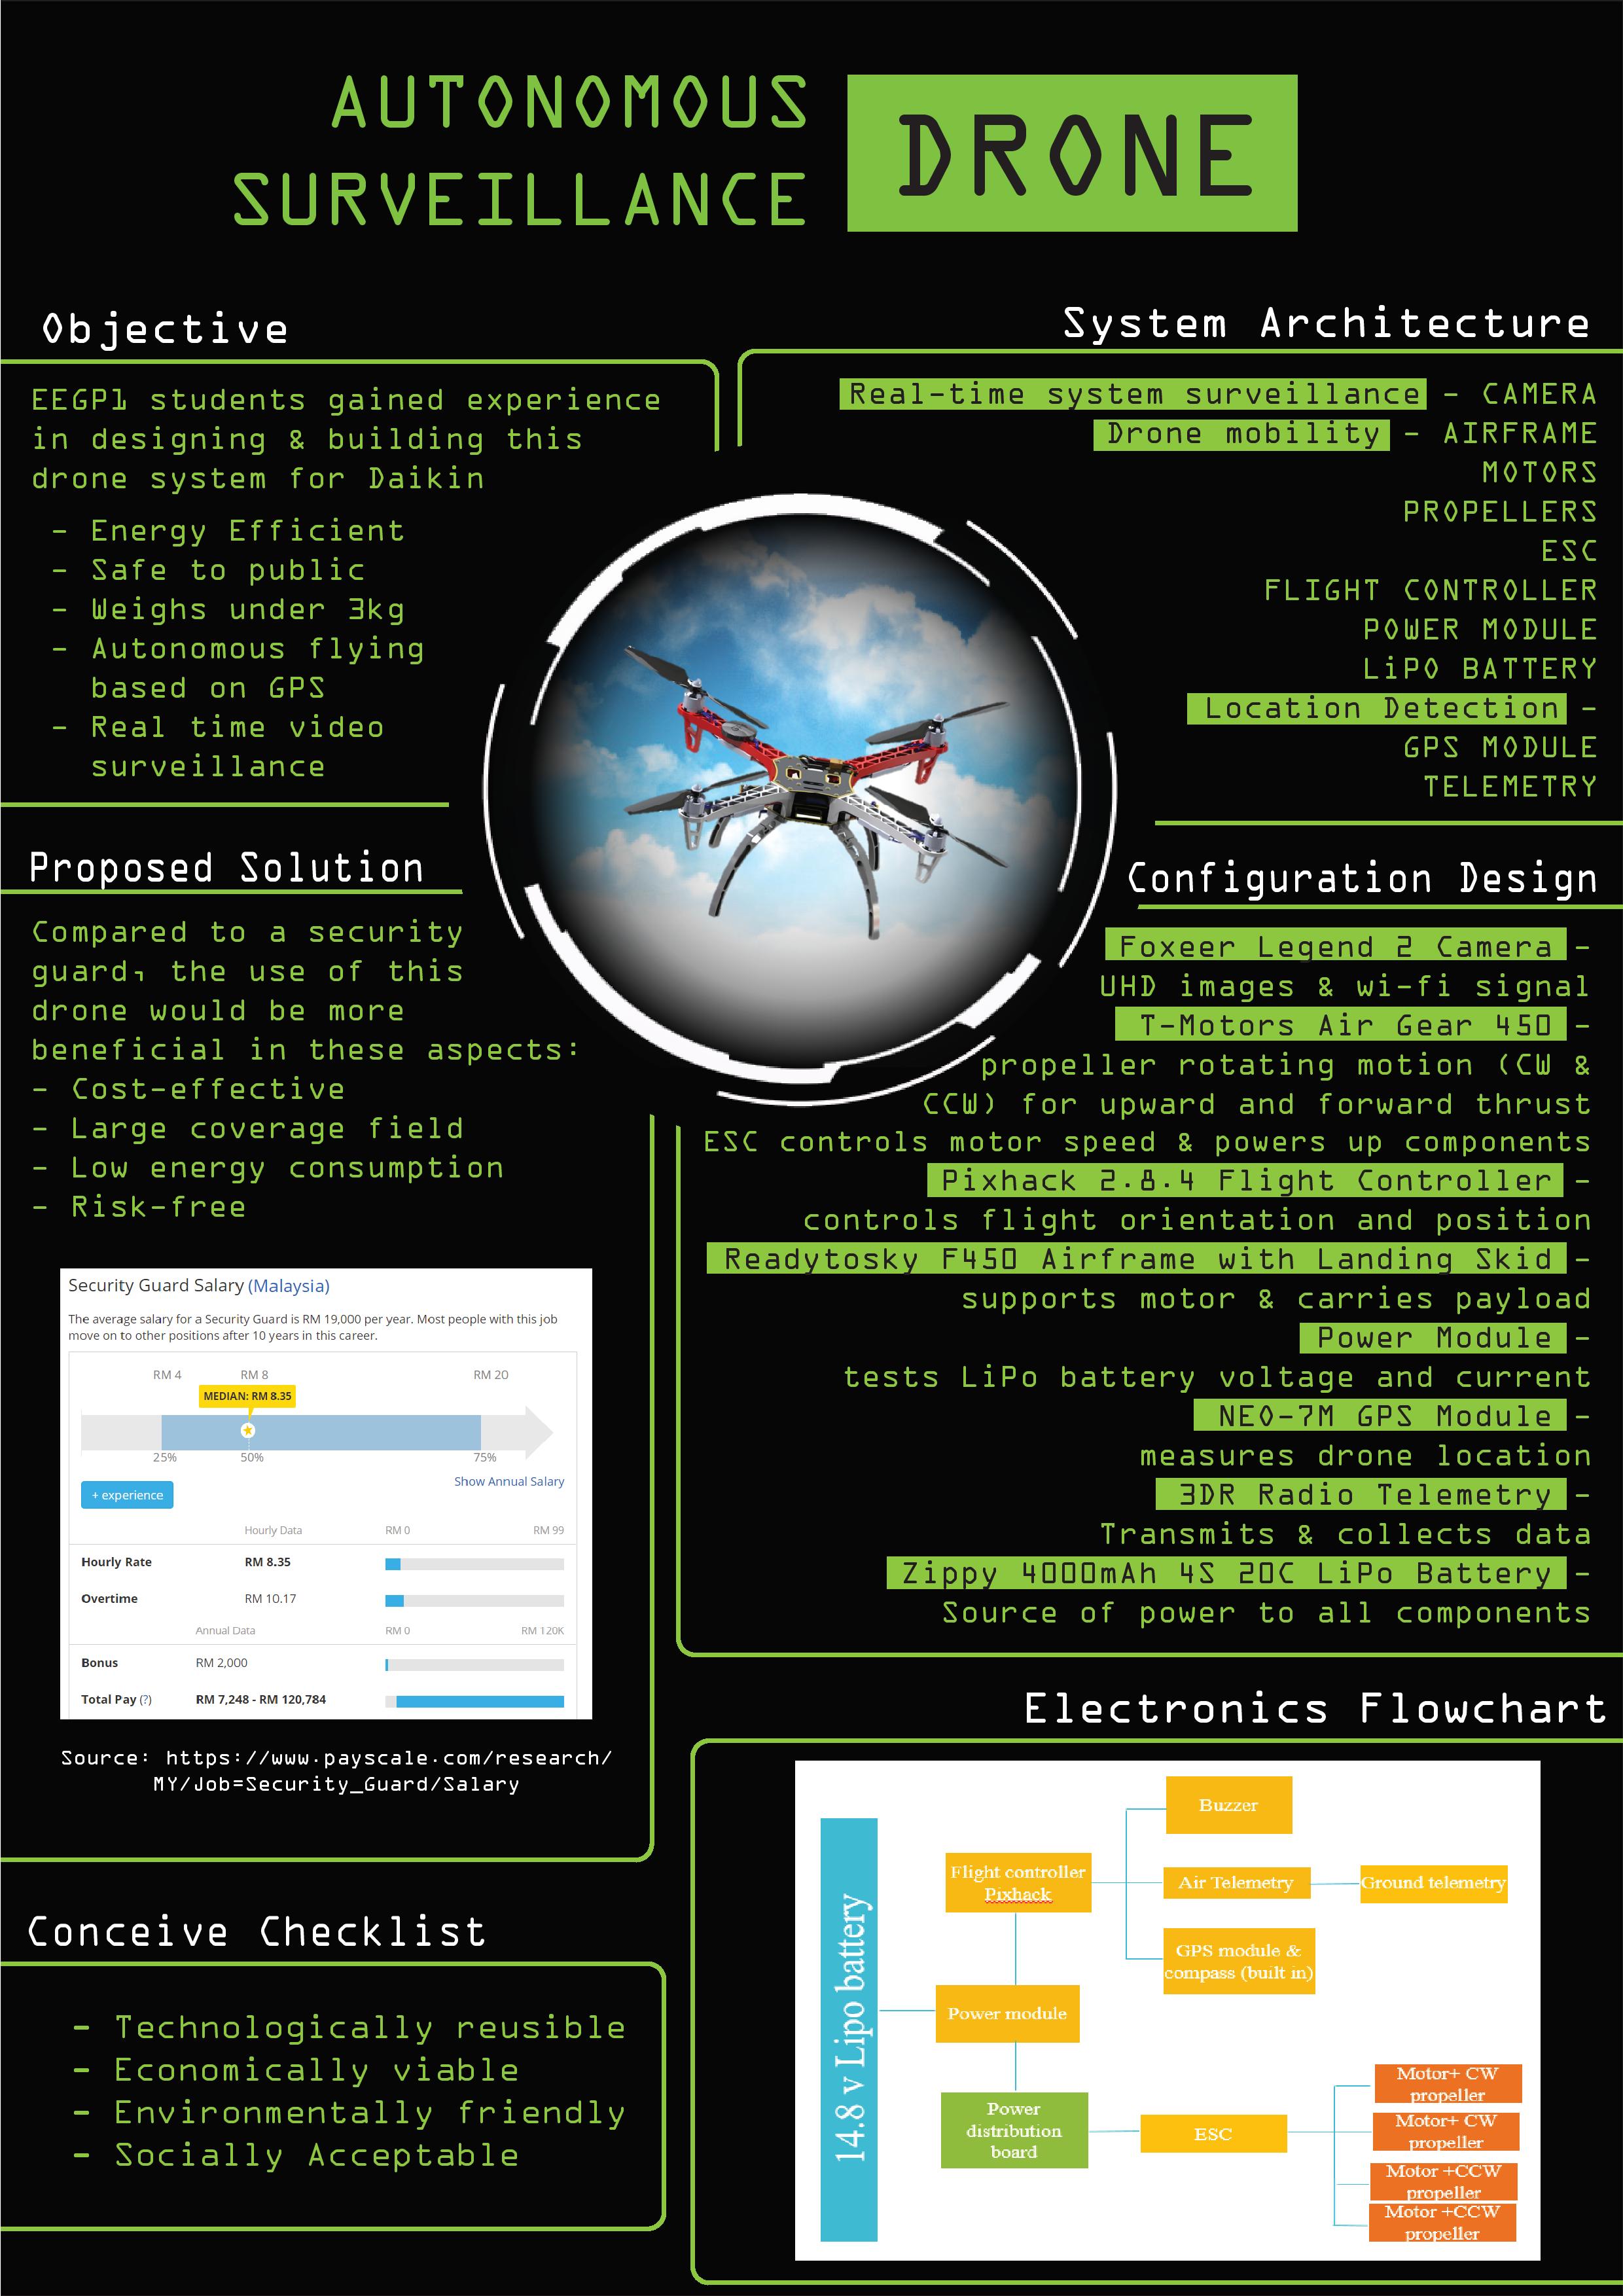 AUTONOMOUS
SURVEILLANCE
DRONE
Objective
EEGP1 students gained experience
in designing & building this
drone system for Daikin
- Energy Efficient
- Safe to public
- Weighs under 3kg
- Autonomous flying
based on GPS
- Real time video
surveillance
System Architecture
Real-time system surveillance - CAMERA
Drone mobility - AIRFRAME
MOTORS
PROPELLERS
ESC
FLIGHT CONTROLLER
POWER MODULE
LiPO BATTERY
Location Detection -
GPS MODULE
TELEMETRY
Proposed Solution
Compared to a security
guard, the use of this
drone would be more
beneficial in these aspects:
- Cost-effective
- Large coverage field
- Low energy consumption
- Risk-free
Security Guard Salary (Malaysia)
The average salary for a Security Guard is RM 19,000 per year. Most people with this job
move on to other positions after 10 years in this career.
RM 4 RM 8 RM 20
MEDIAN: RM 8.35
25% 50% 75%
Show Annual Salary
+ experience
Hourly Data RM 0 RM 99
Hourly Rate RM 8.35
Overtime RM 10.17
Annual Data RM 0 RM 120K
Bonus RM 2,000
Total Pay (?) RM 7,248 - RM 120,784
Source: https://www.payscale.com/research/
MY/Job=Security_Guard/Salary
Configuration Design
Foxeer Legend 2 Camera -
UHD images & wi-fi signal
T-Motors Air Gear 450 -
propeller rotating motion (CW &
CCW) for upward and forward thrust
ESC controls motor speed & powers up components
Pixhack 2.8.4 Flight Controller -
controls flight orientation and position
Readytosky F450 Airframe with Landing Skid -
supports motor & carries payload
Power Module -
tests LiPo battery voltage and current
NEO-7M GPS Module -
measures drone location
3DR Radio Telemetry -
Transmits & collects data
Zippy 4000mAh 4S 20C LiPo Battery -
Source of power to all components
Conceive Checklist
- Technologically reusible
- Economically viable
- Environmentally friendly
- Socially Acceptable
Electronics Flowchart
14.8 v Lipo battery
Buzzer
Flight controller
Pixhack
Air Telemetry
Ground telemetry
GPS module &
compass (built in)
Power module
Power
distribution
board
ESC
Motor+ CW
propeller
Motor+ CW
propeller
Motor +CCW
propeller
Motor +CCW
propeller